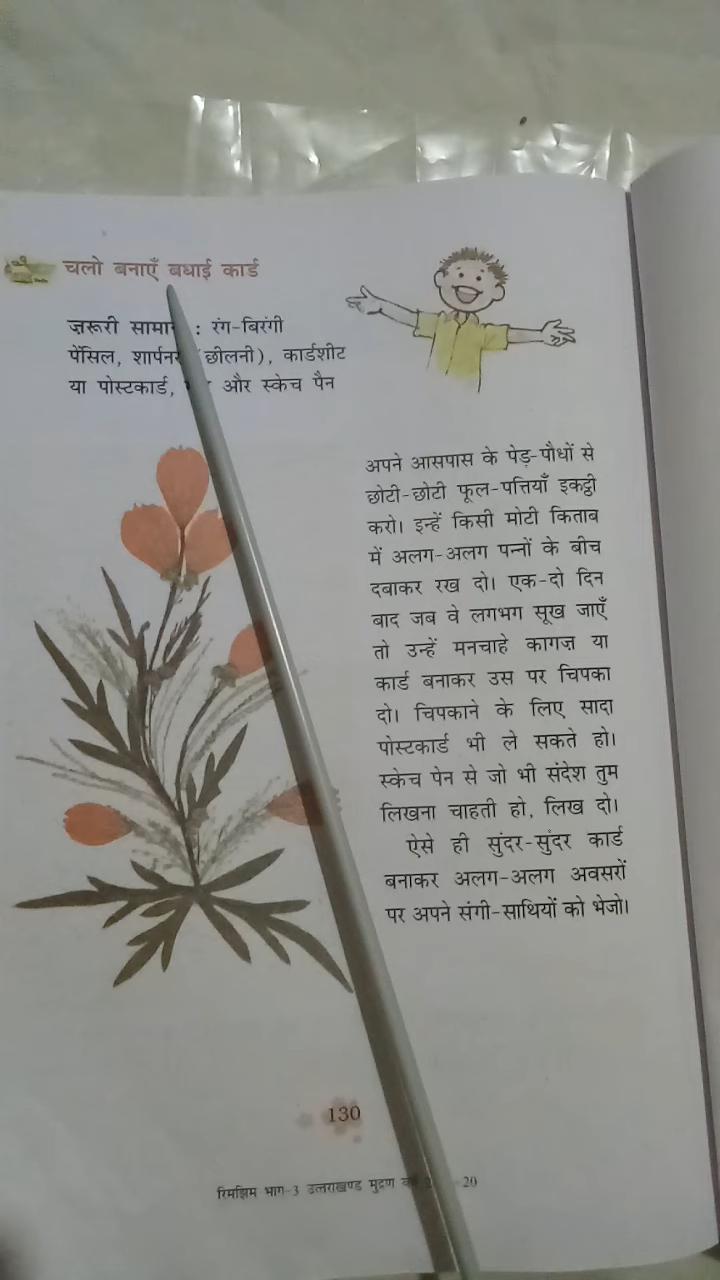 चलो बनाएँ बधाई कार्ड
ज़रूरी : रंग-बिरंगी
पेंसिल, (छीलनी), कार्डशीट
या पोस्टकार्ड, और स्केच पैन
अपने आसपास के पेड़-पौधों से
छोटी-छोटी फूल-पत्तियाँ इकट्ठी
करो। इन्हें किसी मोटी किताब
में अलग-अलग पन्नों के बीच
दबाकर रख दो। एक-दो दिन
बाद जब वे लगभग सूख जाएँ
तो उन्हें मनचाहे कागज़ या
कार्ड बनाकर उस पर चिपका
दो। चिपकाने के लिए सादा
पोस्टकार्ड भी ले सकते हो।
स्केच पेन से जो भी संदेश तुम
लिखना चाहती हो, लिख दो।
ऐसे ही सुंदर-सुंदर कार्ड
बनाकर अलग-अलग अवसरों
पर अपने संगी-साथियों को भेजो।
130
रिमझिम भाग-3 उत्तराखण्ड मुद्रण 20